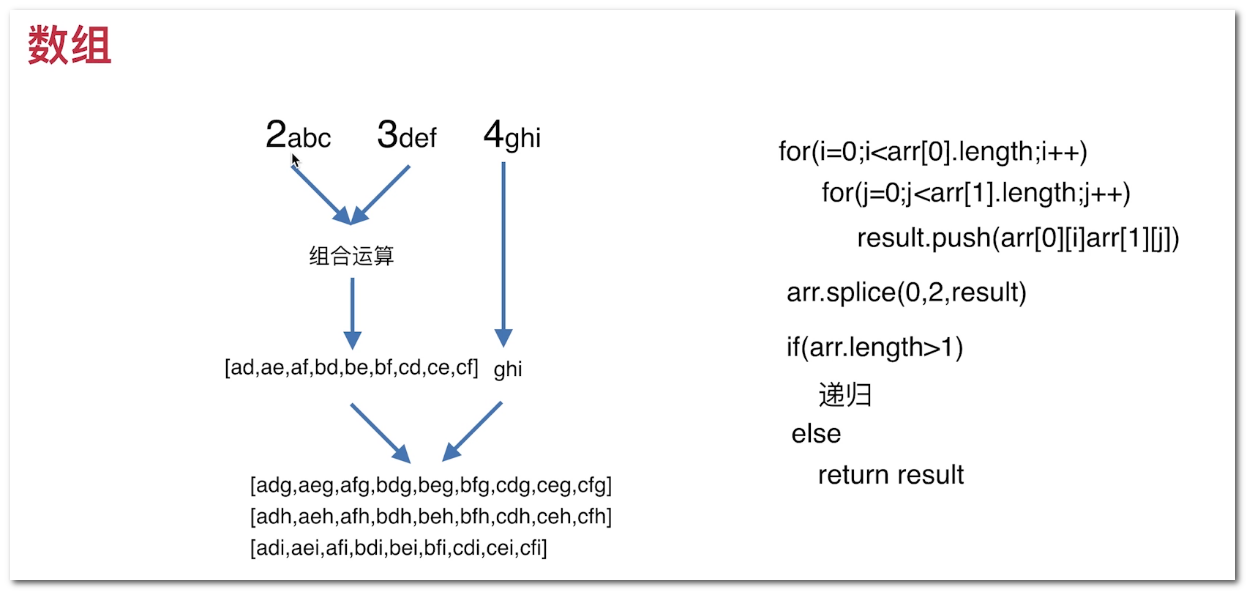 数组
2abc 3def 4ghi
组合运算
[ad,ae,af,bd,be,bf,cd,ce,cf] ghi
[adg,aeg,afg,bdg,beg,bfg,cdg,ceg,cfg]
[adh,aeh,afh,bdh,beh,bfh,cdh,ceh,cfh]
[adi,aei,afi,bdi,bei,bfi,cdi,cei,cfi]
for(i=0;i<arr[0].length;i++)
for(j=0;j<arr[1].length;j++)
result.push(arr[0][i]arr[1][j])
arr.splice(0,2,result)
if(arr.length>1)
递归
else
return result